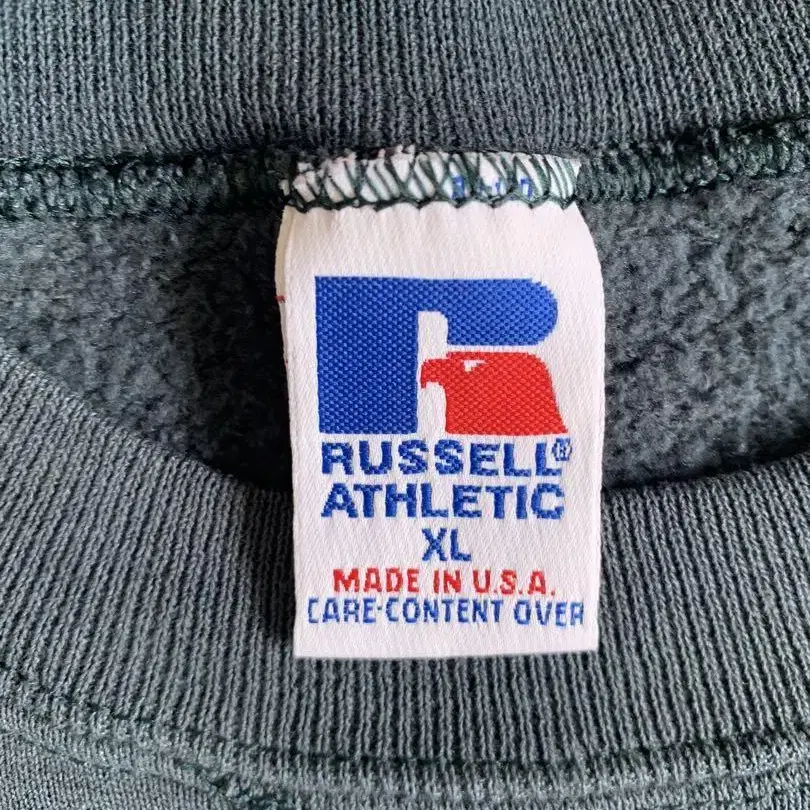 RUSSELL®
ATHLETIC
XL
MADE IN U.S.A.
CARE-CONTENT OVER